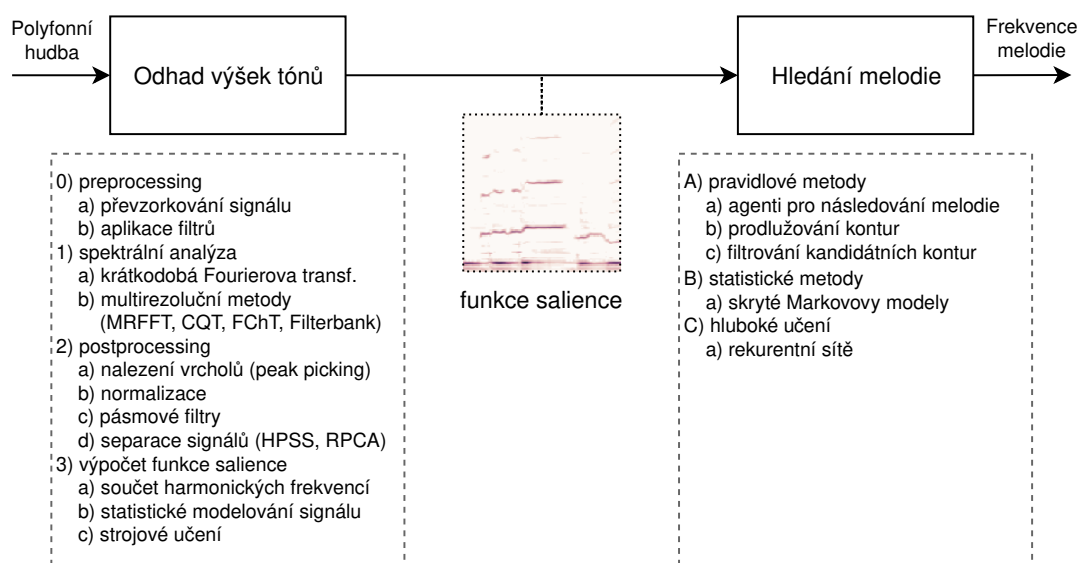 Polyfonní
hudba
Odhad výšek tónů
Hledání melodie
Frekvence
melodie
0) preprocessing
a) převzorkování signálu
b) aplikace filtrů
1) spektrální analýza
a) krátkodobá Fourierova transf.
b) multirezoluční metody
(MRFFT, CQT, FChT, Filterbank)
2) postprocessing
a) nalezení vrcholů (peak picking)
b) normalizace
c) pásmové filtry
d) separace signálů (HPSS, RPCA)
3) výpočet funkce salience
a) součet harmonických frekvencí
b) statistické modelování signálu
c) strojové učení
funkce salience
A) pravidlové metody
a) agenti pro následování melodie
b) prodlužování kontur
c) filtrování kandidátních kontur
B) statistické metody
a) skryté Markovovy modely
C) hluboké učení
a) rekurentní sítě